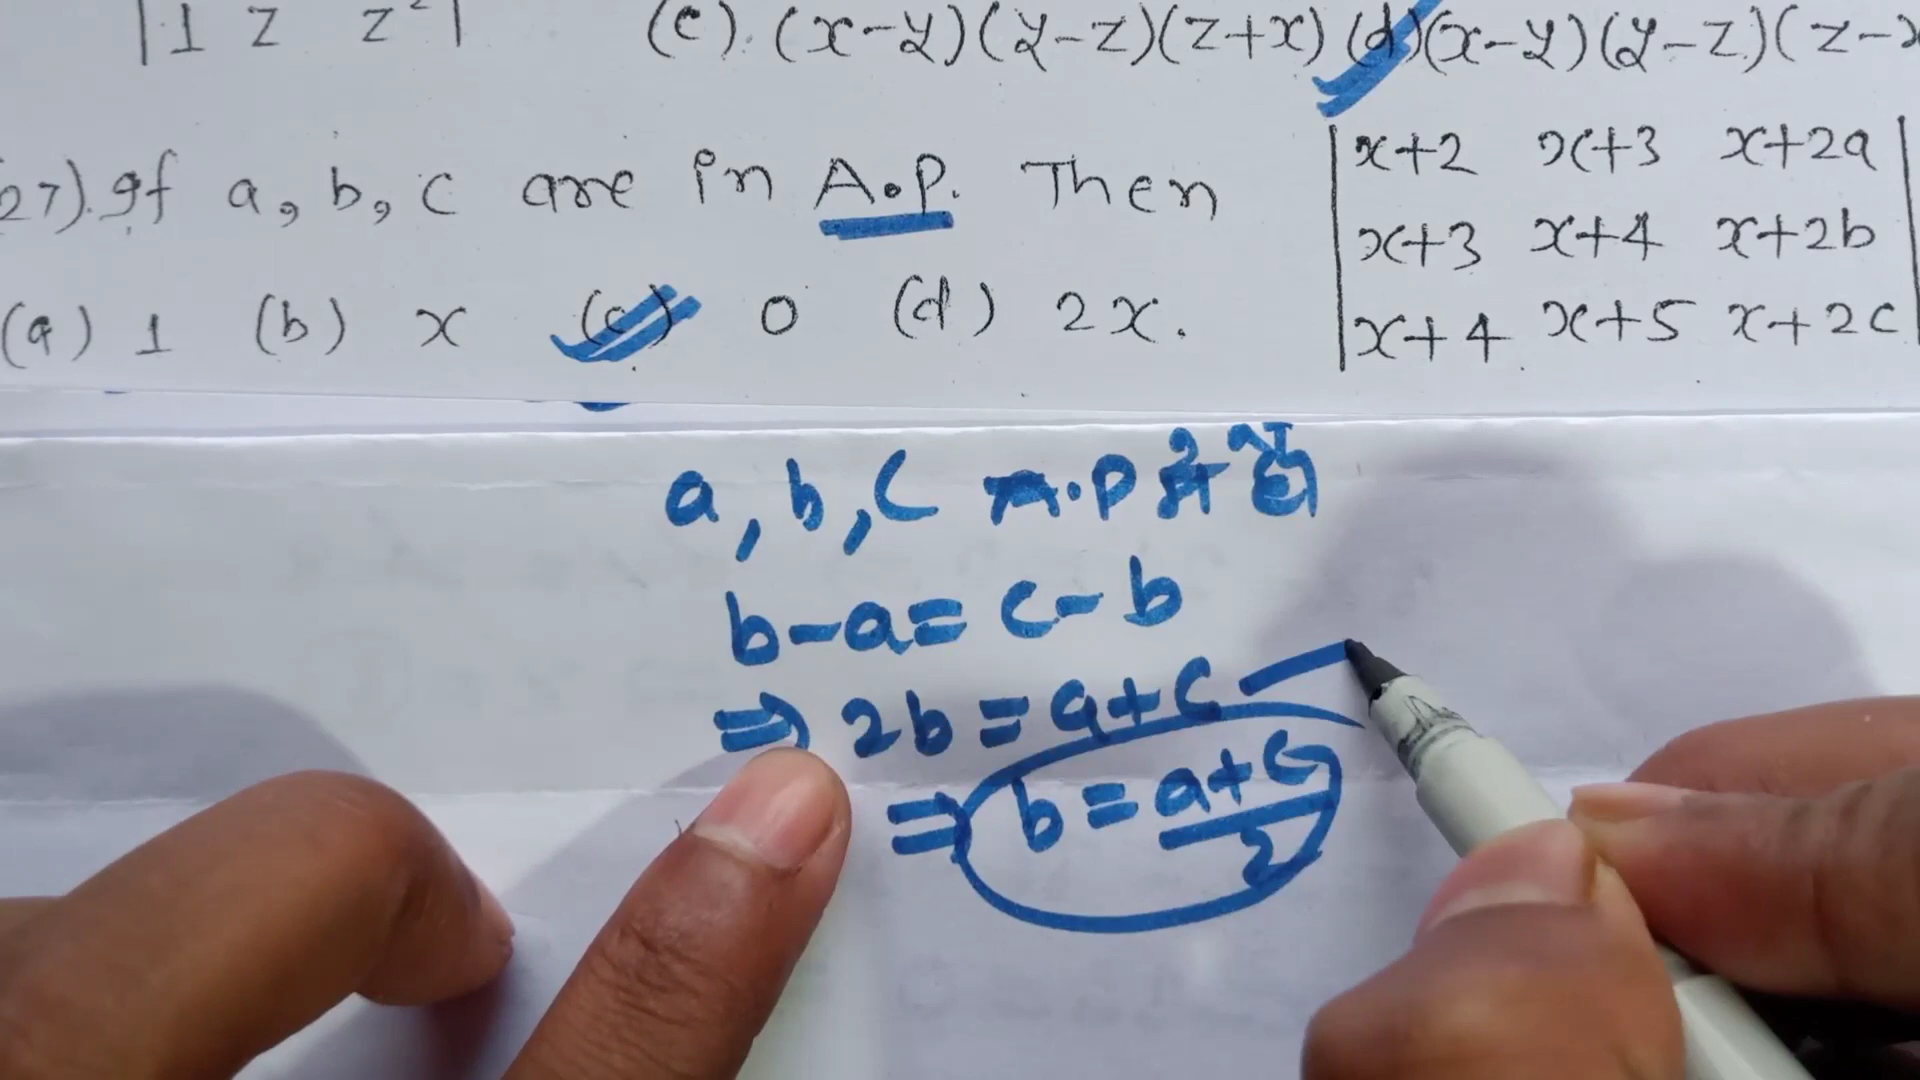 |1 z z²| (c). (x-y)(y-z)(z+x) (d) (x-y)(y-z)(z-x
27). If a, b, c are in A.P. Then |x+2 x+3 x+2a|
|x+3 x+4 x+2b|
(a) 1 (b) x (c) 0 (d) 2x. |x+4 x+5 x+2c|
a, b, c A.P में है
b-a = c-b
⇒ 2b = a+c
⇒ b = a+c/2